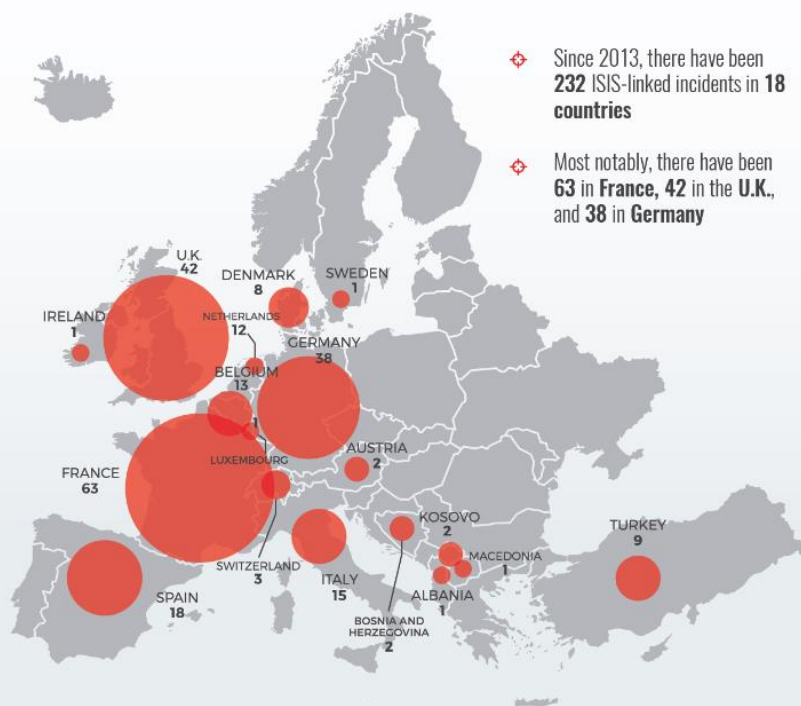 Since 2013, there have been
232 ISIS-linked incidents in 18
countries
Most notably, there have been
63 in France, 42 in the U.K.,
and 38 in Germany
U.K.
42
DENMARK
8
SWEDEN
1
IRELAND
1
NETHERLANDS
12
GERMANY
38
BELGIUM
13
1
LUXEMBOURG
AUSTRIA
2
FRANCE
63
SWITZERLAND
3
KOSOVO
2
TURKEY
9
MACEDONIA
1
ITALY
15
ALBANIA
1
SPAIN
18
BOSNIA AND
HERZEGOVINA
2